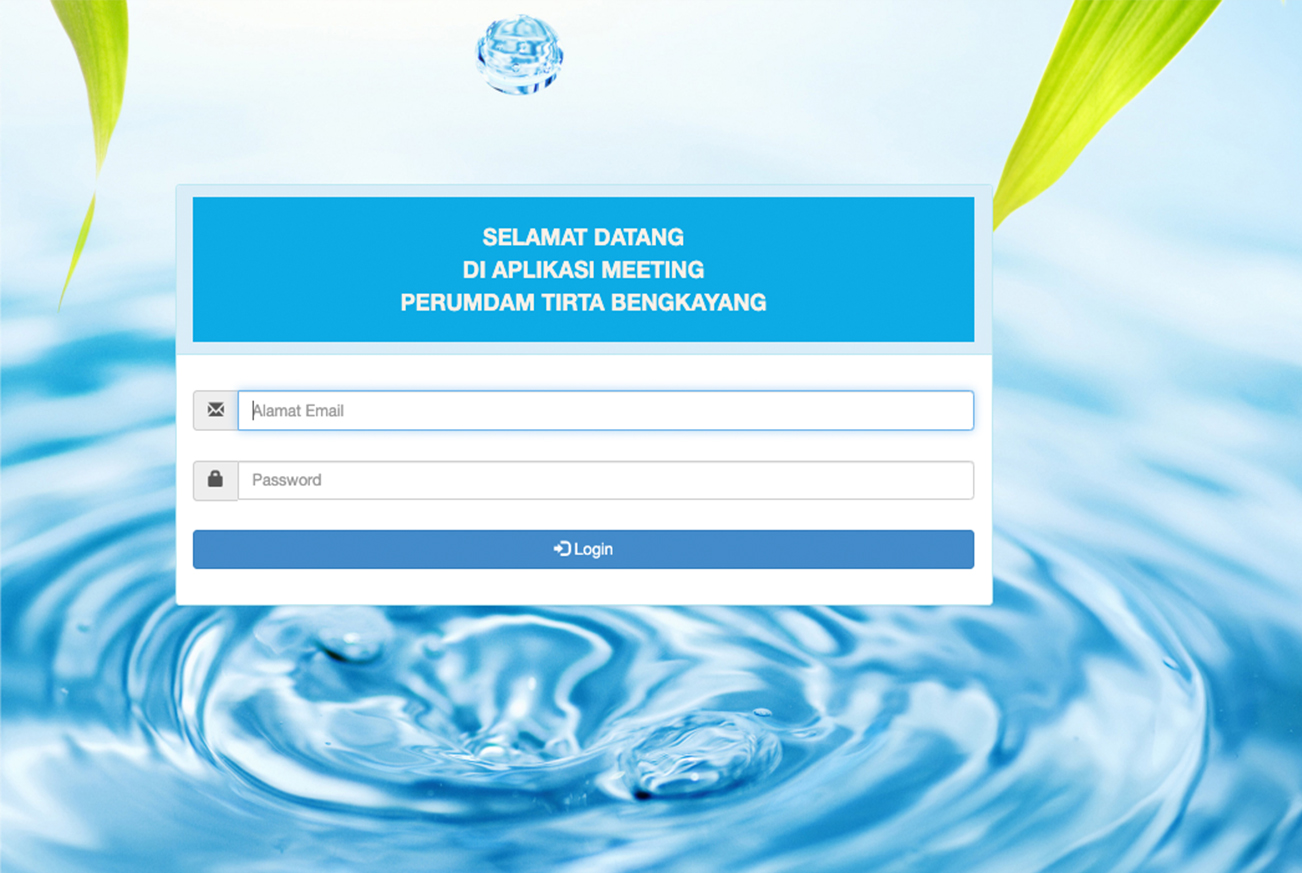 SELAMAT DATANG
DI APLIKASI MEETING
PERUMDAM TIRTA BENGKAYANG
Alamat Email
Password
Login